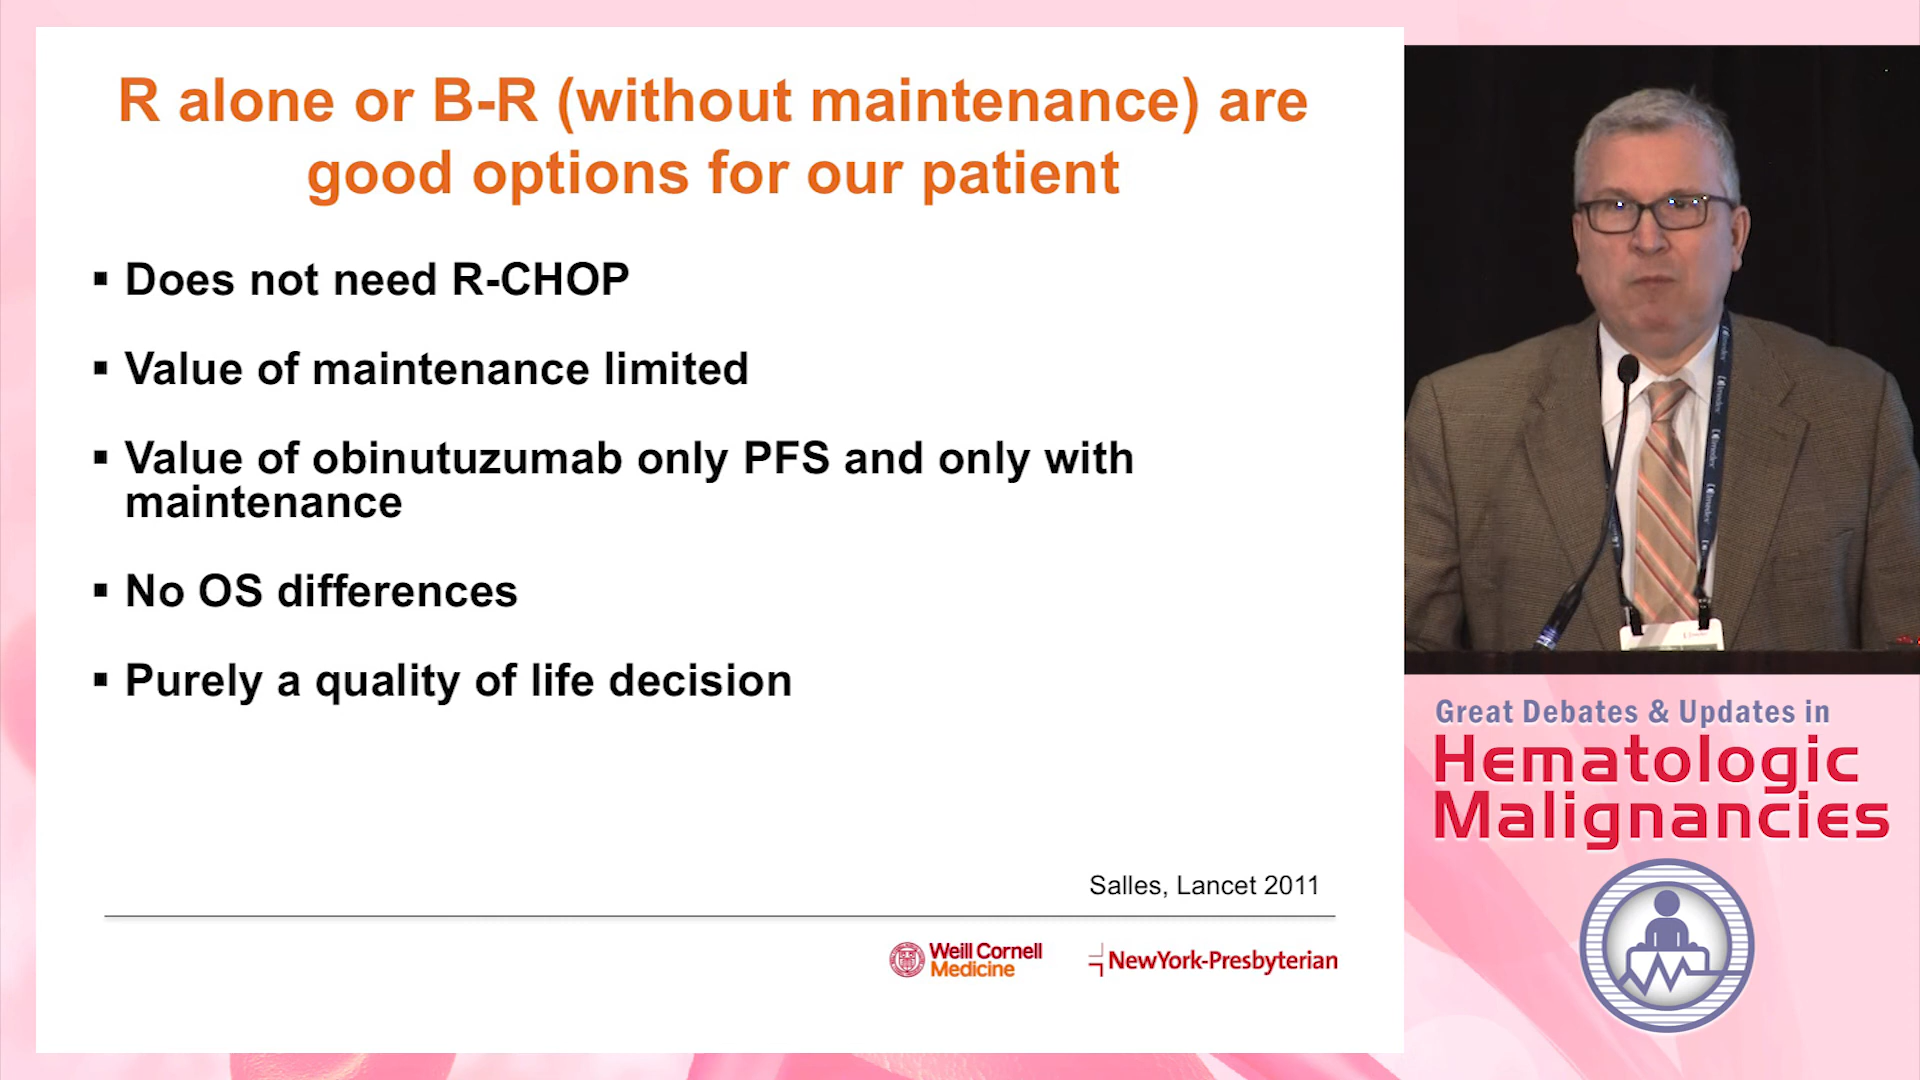 R alone or B-R (without maintenance) are
good options for our patient
▪ Does not need R-CHOP
▪ Value of maintenance limited
▪ Value of obinutuzumab only PFS and only with
maintenance
▪ No OS differences
▪ Purely a quality of life decision
Salles, Lancet 2011
Weill Cornell
Medicine
NewYork-Presbyterian
Great Debates & Updates in
Hematologic
Malignancies